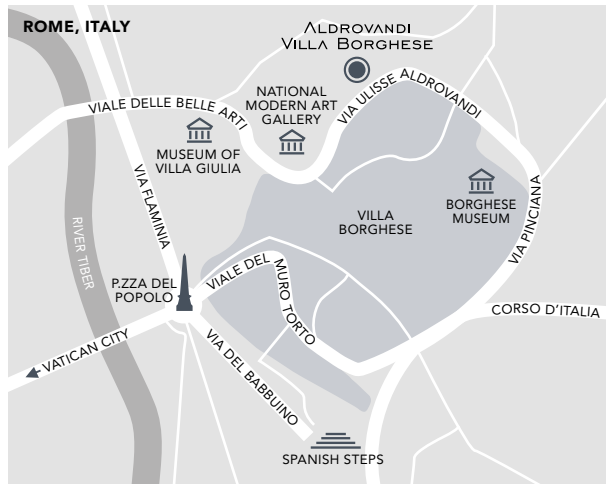 ROME, ITALY
ALDROVANDI
VILLA BORGHESE
NATIONAL
MODERN ART
GALLERY
VIA ULISSE ALDROVANDI
VIALE DELLE BELLE ARTI
MUSEUM OF
VILLA GIULIA
VIA FLAMINIA
BORGHESE
MUSEUM
VILLA
BORGHESE
VIA PINCIANA
RIVER TIBER
P.ZZA DEL
POPOLO
VIALE DEL
MURO TORTO
CORSO D'ITALIA
VATICAN CITY
VIA DEL BABBUINO
SPANISH STEPS